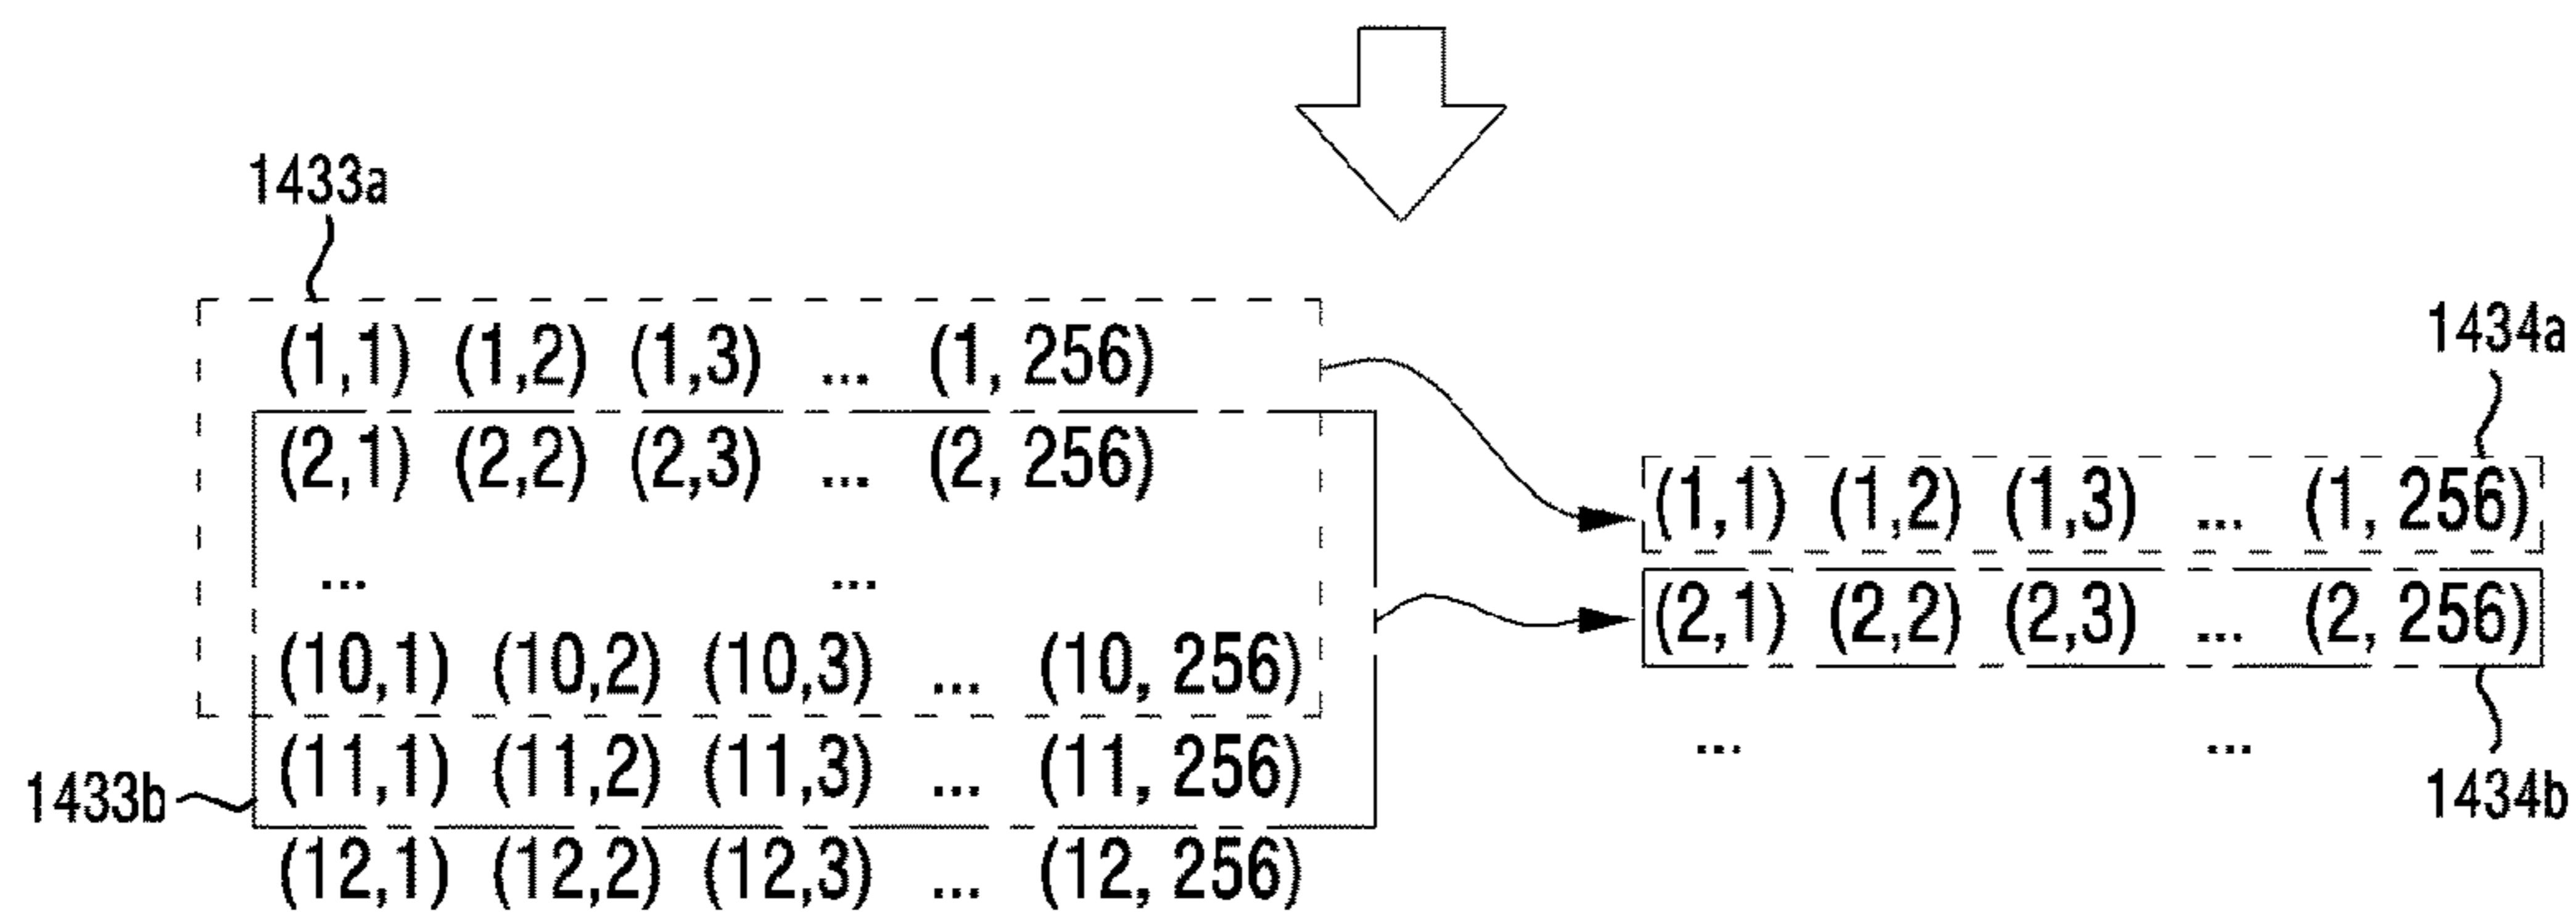 1433a
(1,1) (1,2) (1,3) ... (1, 256)
(2,1) (2,2) (2,3) ... (2, 256)
... ...
(10,1) (10,2) (10,3) ... (10, 256)
(11,1) (11,2) (11,3) ... (11, 256)
(12,1) (12,2) (12,3) ... (12, 256)
1433b
1434a
(1,1) (1,2) (1,3) ... (1, 256)
(2,1) (2,2) (2,3) ... (2, 256)
... ...
1434b